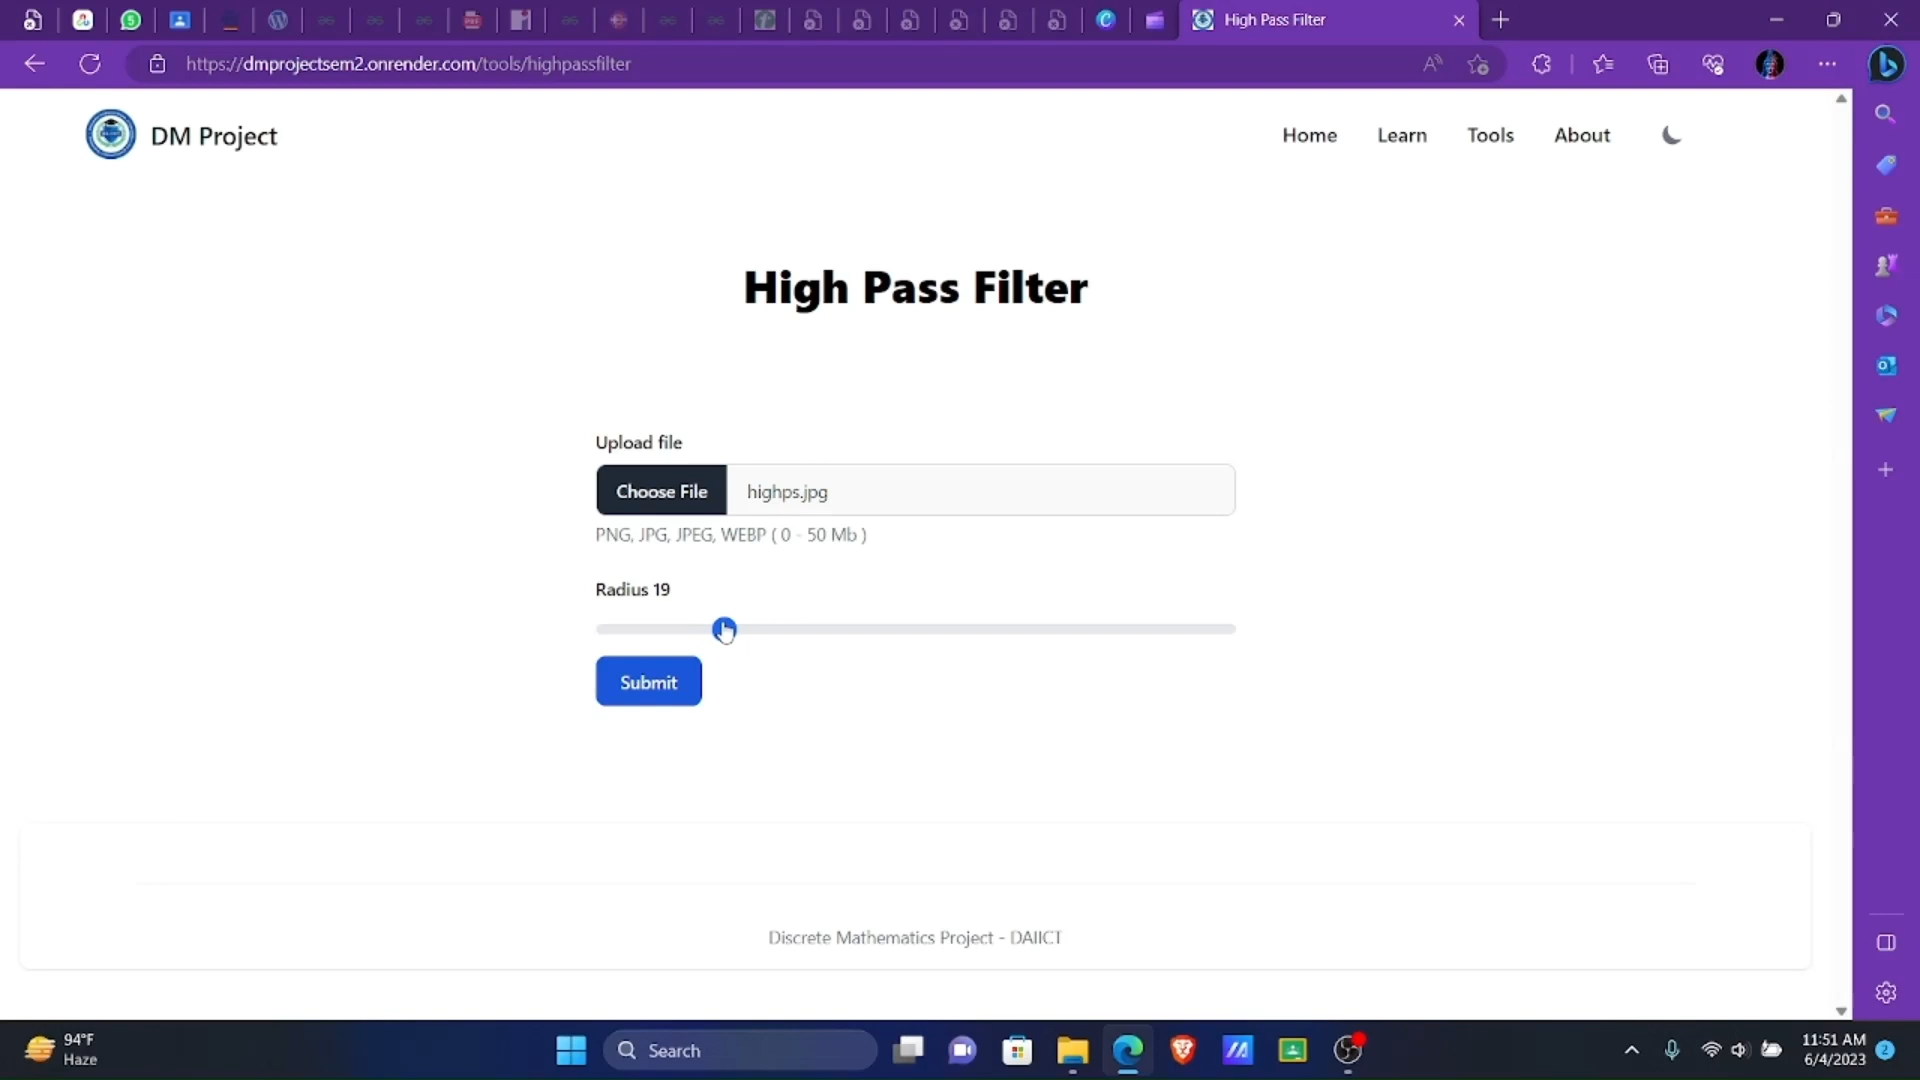 High Pass Filter
https://dmprojectsem2.onrender.com/tools/highpassfilter
DM Project
Home
Learn
Tools
About
High Pass Filter
Upload file
Choose File
highps.jpg
PNG, JPG, JPEG, WEBP ( 0 - 50 Mb )
Radius 19
Submit
Discrete Mathematics Project - DAIICT
94°F
Haze
Search
11:51 AM
6/4/2023
2